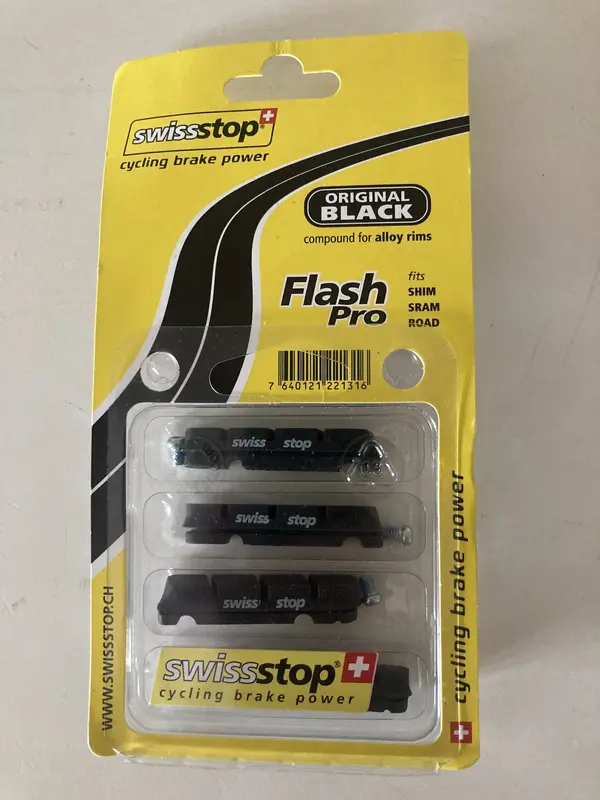 swissstop®
cycling brake power
ORIGINAL
BLACK
compound for alloy rims
Flash
Pro
fits
SHIM
SRAM
ROAD
7 640121 221316
swiss stop
03
swiss stop
swiss stop
swissstop®
cycling brake power
WWW.SWISSSTOP.CH
cycling brake power